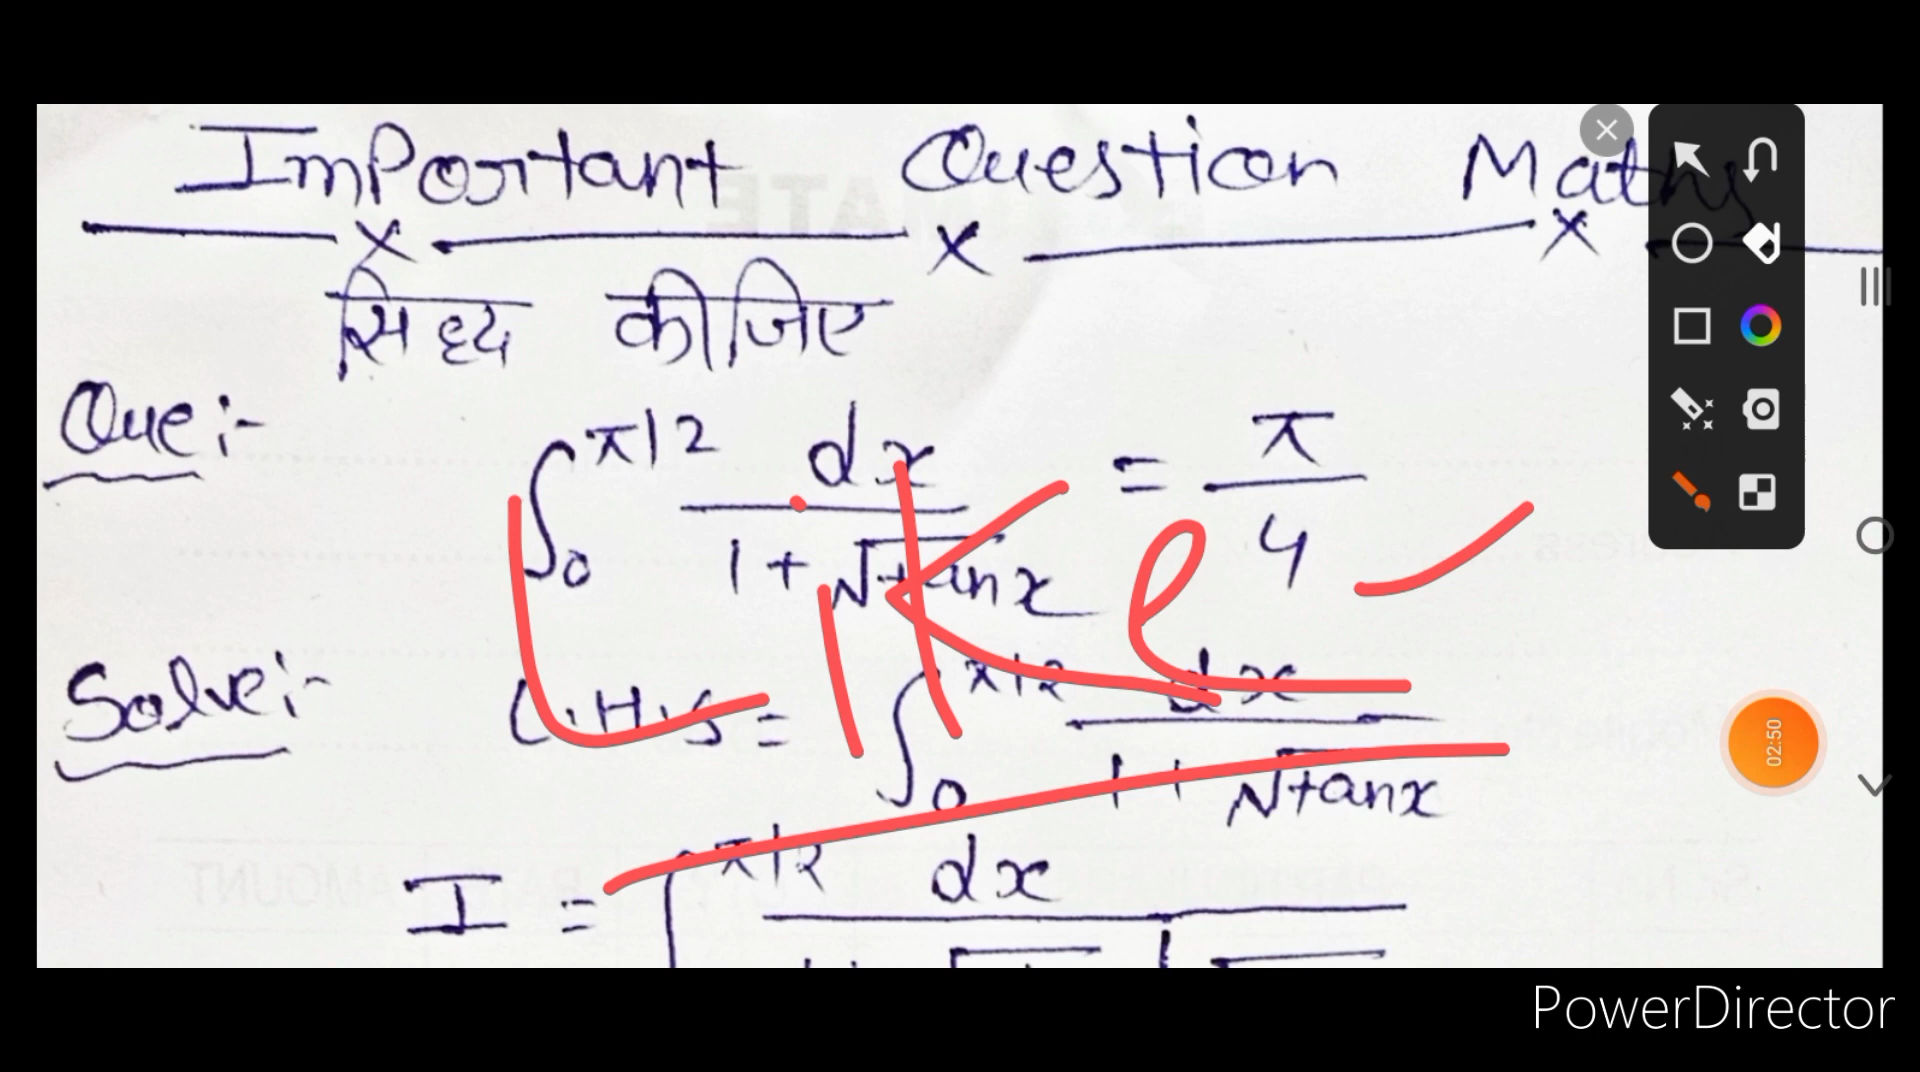 Important Question Maths
सिद्ध कीजिए
Que:-
∫₀^π/2 dx / 1 + √tanx = π / 4
Like
Solve:- L.H.S = ∫₀^π/2 dx / 1 + √tanx
I = ∫^π/2 dx
02:50
PowerDirector